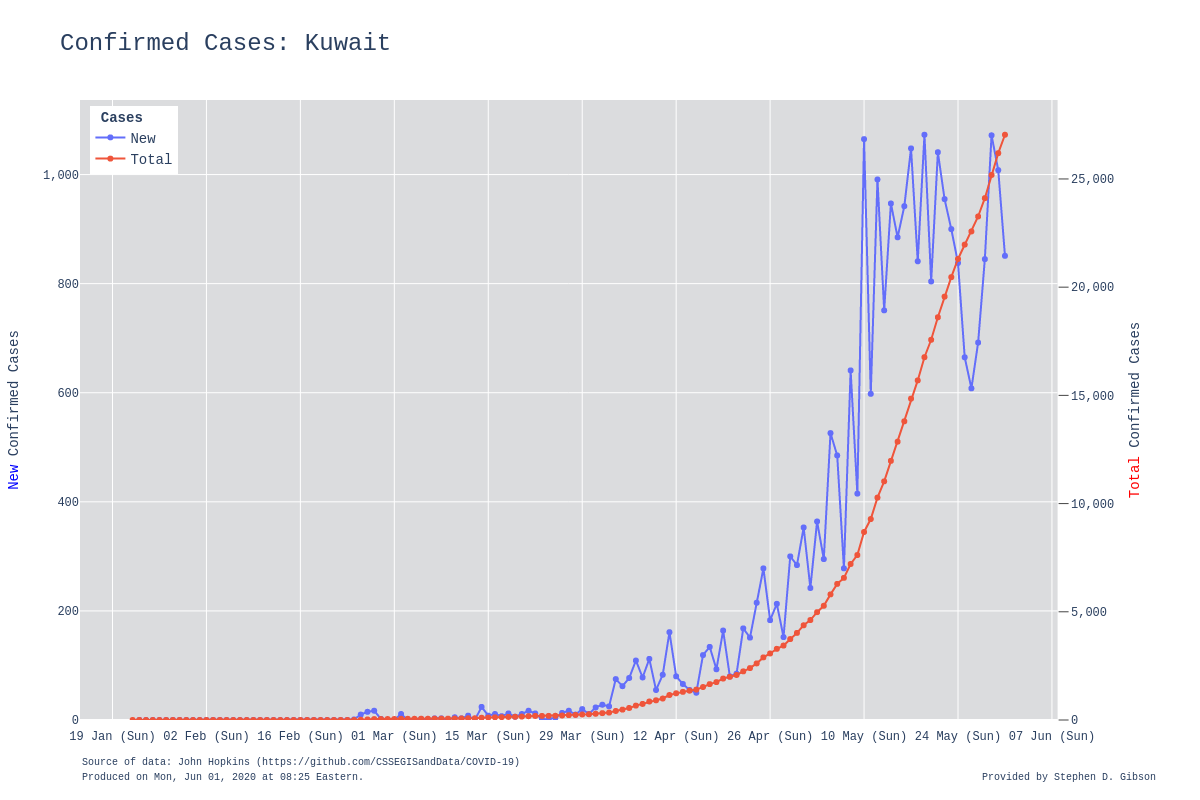 Confirmed Cases: Kuwait
Cases
New
Total
1,000
800
600
400
200
0
25,000
20,000
15,000
10,000
5,000
0
New Confirmed Cases
Total Confirmed Cases
19 Jan (Sun) 02 Feb (Sun) 16 Feb (Sun) 01 Mar (Sun) 15 Mar (Sun) 29 Mar (Sun) 12 Apr (Sun) 26 Apr (Sun) 10 May (Sun) 24 May (Sun) 07 Jun (Sun)
Source of data: John Hopkins (https://github.com/CSSEGISandData/COVID-19)
Produced on Mon, Jun 01, 2020 at 08:25 Eastern.
Provided by Stephen D. Gibson